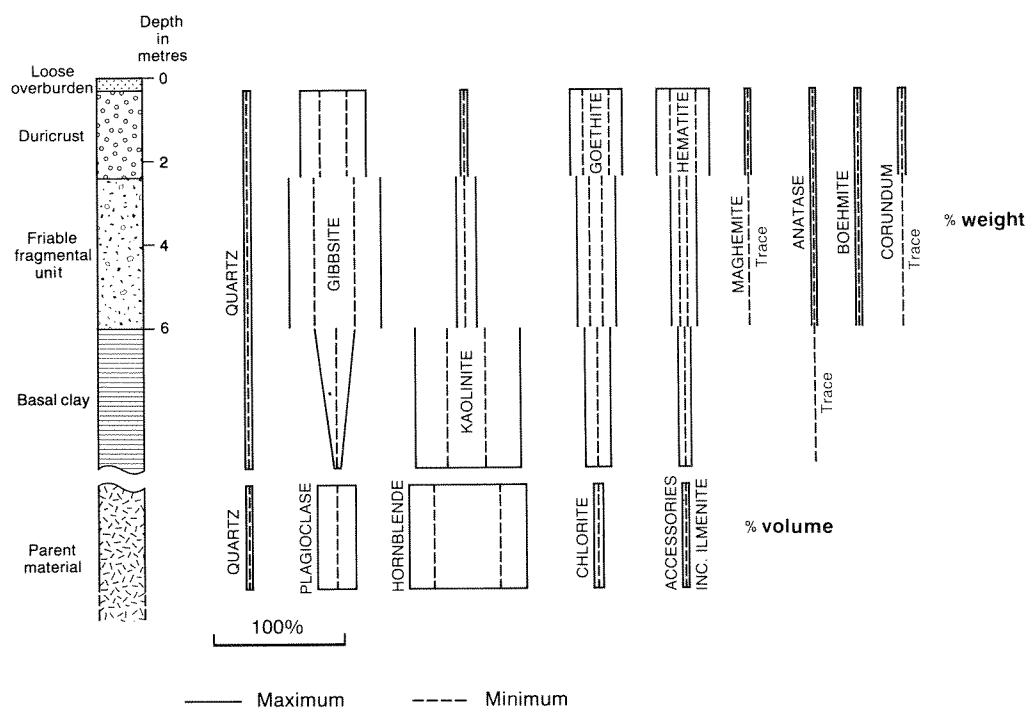 Depth
in
metres
Loose
overburden
0
Duricrust
2
Friable
fragmental
unit
4
6
Basal clay
Parent
material
QUARTZ
GIBBSITE
KAOLINITE
GOETHITE
HEMATITE
MAGHEMITE
Trace
ANATASE
Trace
BOEHMITE
CORUNDUM
Trace
% weight
QUARTZ
PLAGIOCLASE
HORNBLENDE
CHLORITE
ACCESSORIES
INC. ILMENITE
% volume
100%
Maximum
Minimum